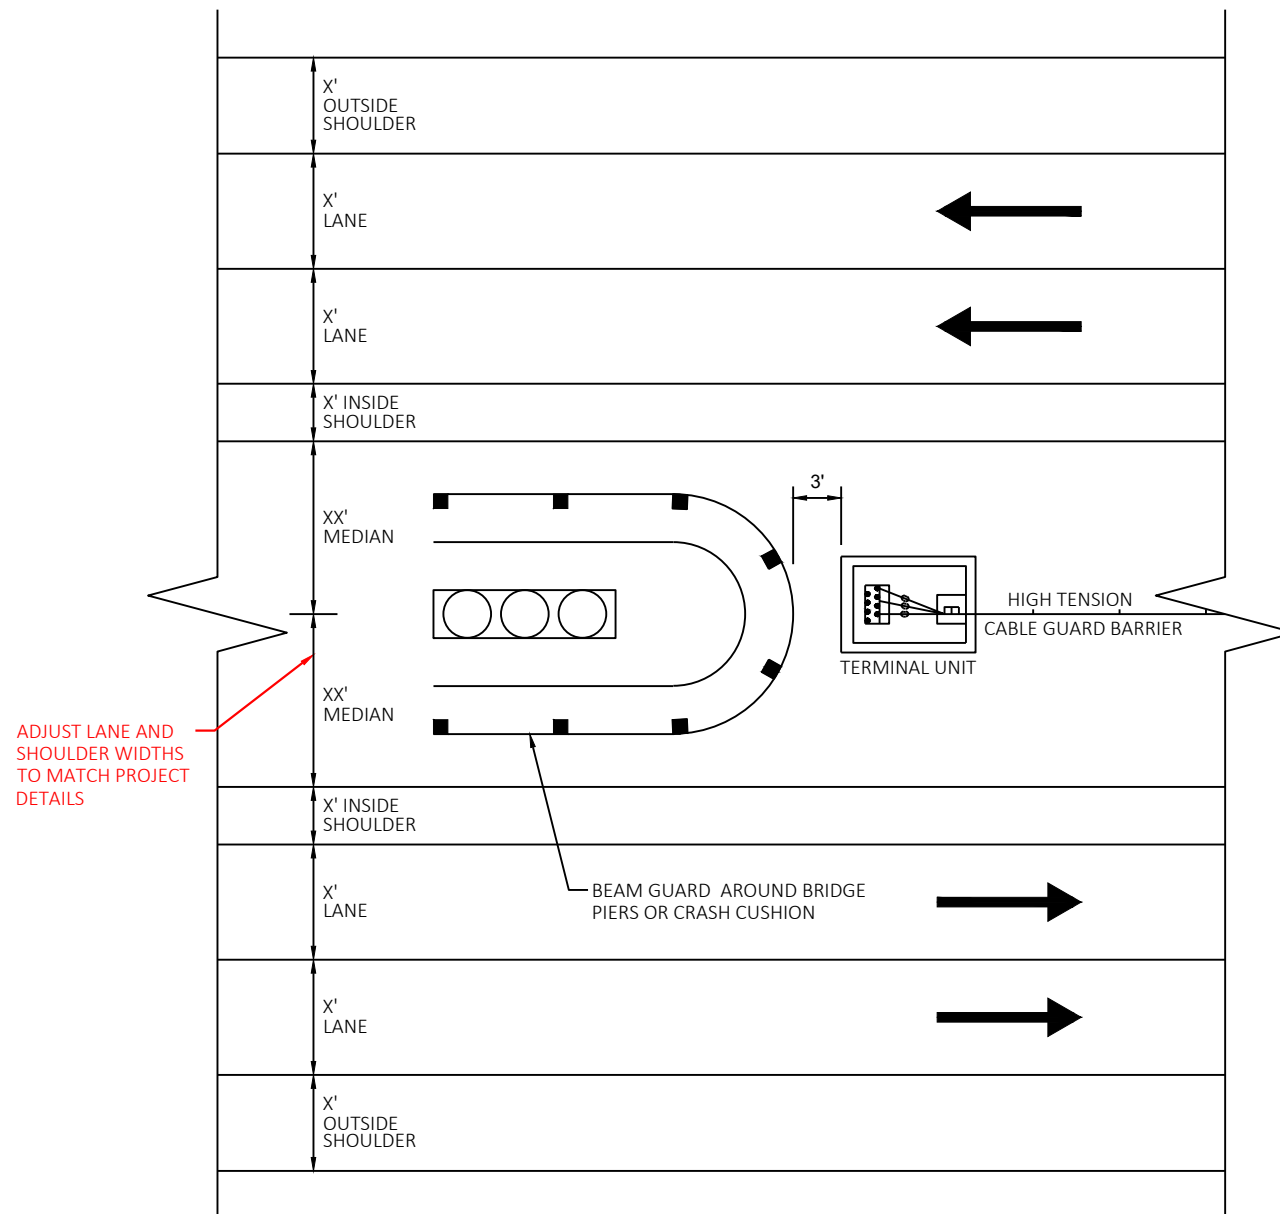 X'
OUTSIDE
SHOULDER
X'
LANE
X'
LANE
X' INSIDE
SHOULDER
3'
XX'
MEDIAN
HIGH TENSION
CABLE GUARD BARRIER
TERMINAL UNIT
XX'
MEDIAN
ADJUST LANE AND
SHOULDER WIDTHS
TO MATCH PROJECT
DETAILS
X' INSIDE
SHOULDER
BEAM GUARD AROUND BRIDGE
PIERS OR CRASH CUSHION
X'
LANE
X'
LANE
X'
OUTSIDE
SHOULDER